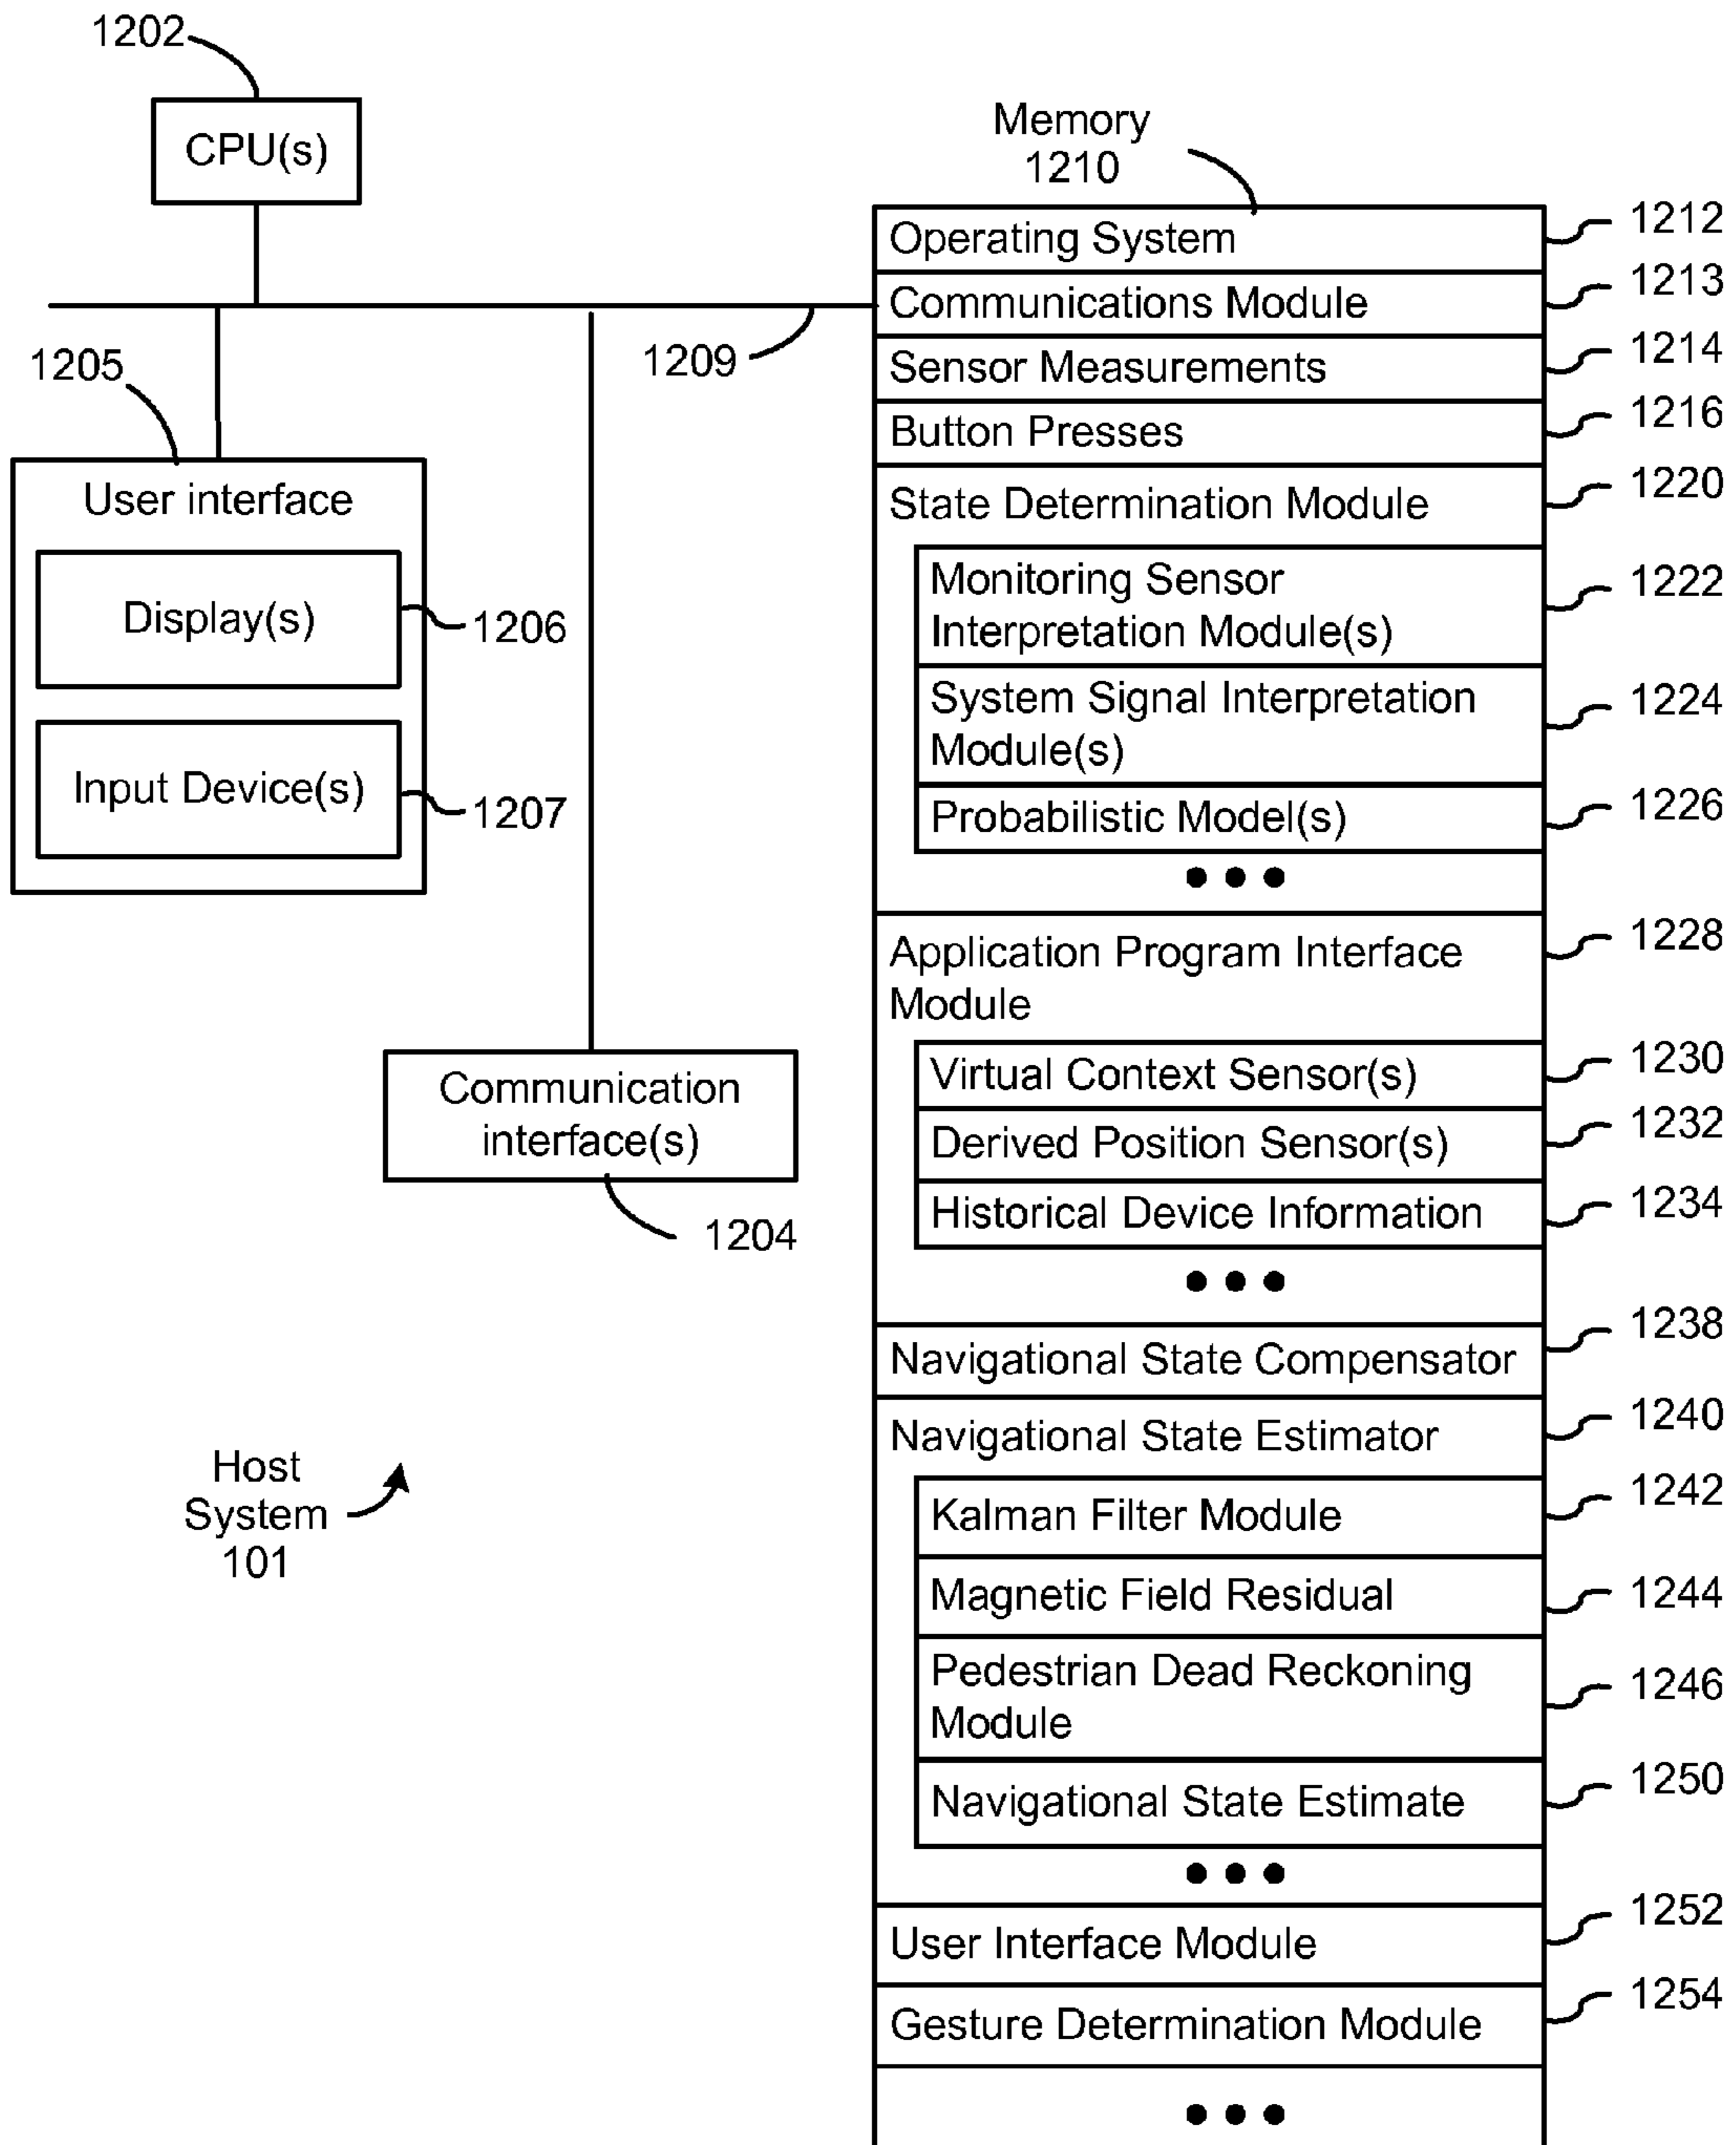 1202
CPU(s)
Memory
1210
1209
1205
User interface
Display(s)
1206
Input Device(s)
1207
Communication
interface(s)
1204
Host
System
101
Operating System
1212
Communications Module
1213
Sensor Measurements
1214
Button Presses
1216
State Determination Module
1220
Monitoring Sensor
Interpretation Module(s)
1222
System Signal Interpretation
Module(s)
1224
Probabilistic Model(s)
1226
Application Program Interface
Module
1228
Virtual Context Sensor(s)
1230
Derived Position Sensor(s)
1232
Historical Device Information
1234
Navigational State Compensator
1238
Navigational State Estimator
1240
Kalman Filter Module
1242
Magnetic Field Residual
1244
Pedestrian Dead Reckoning
Module
1246
Navigational State Estimate
1250
User Interface Module
1252
Gesture Determination Module
1254